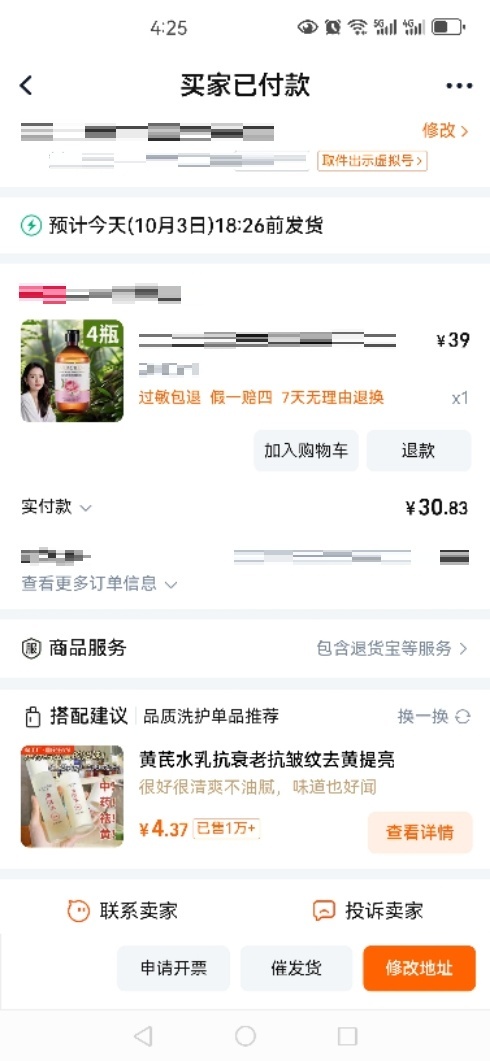 4:25
5G 4G
买家已付款
修改
取件出示虚拟号
预计今天(10月3日)18:26前发货
4瓶
¥39
过敏包退 假一赔四 7天无理由退换
x1
加入购物车 退款
实付款 ¥30.83
查看更多订单信息
服 商品服务 包含退货宝等服务
搭配建议 品质洗护单品推荐 换一换
黄芪水乳抗衰老抗皱纹去黄提亮
很好很清爽不油腻，味道也好闻
¥4.37 已售1万+
查看详情
联系卖家 投诉卖家
申请开票 催发货 修改地址